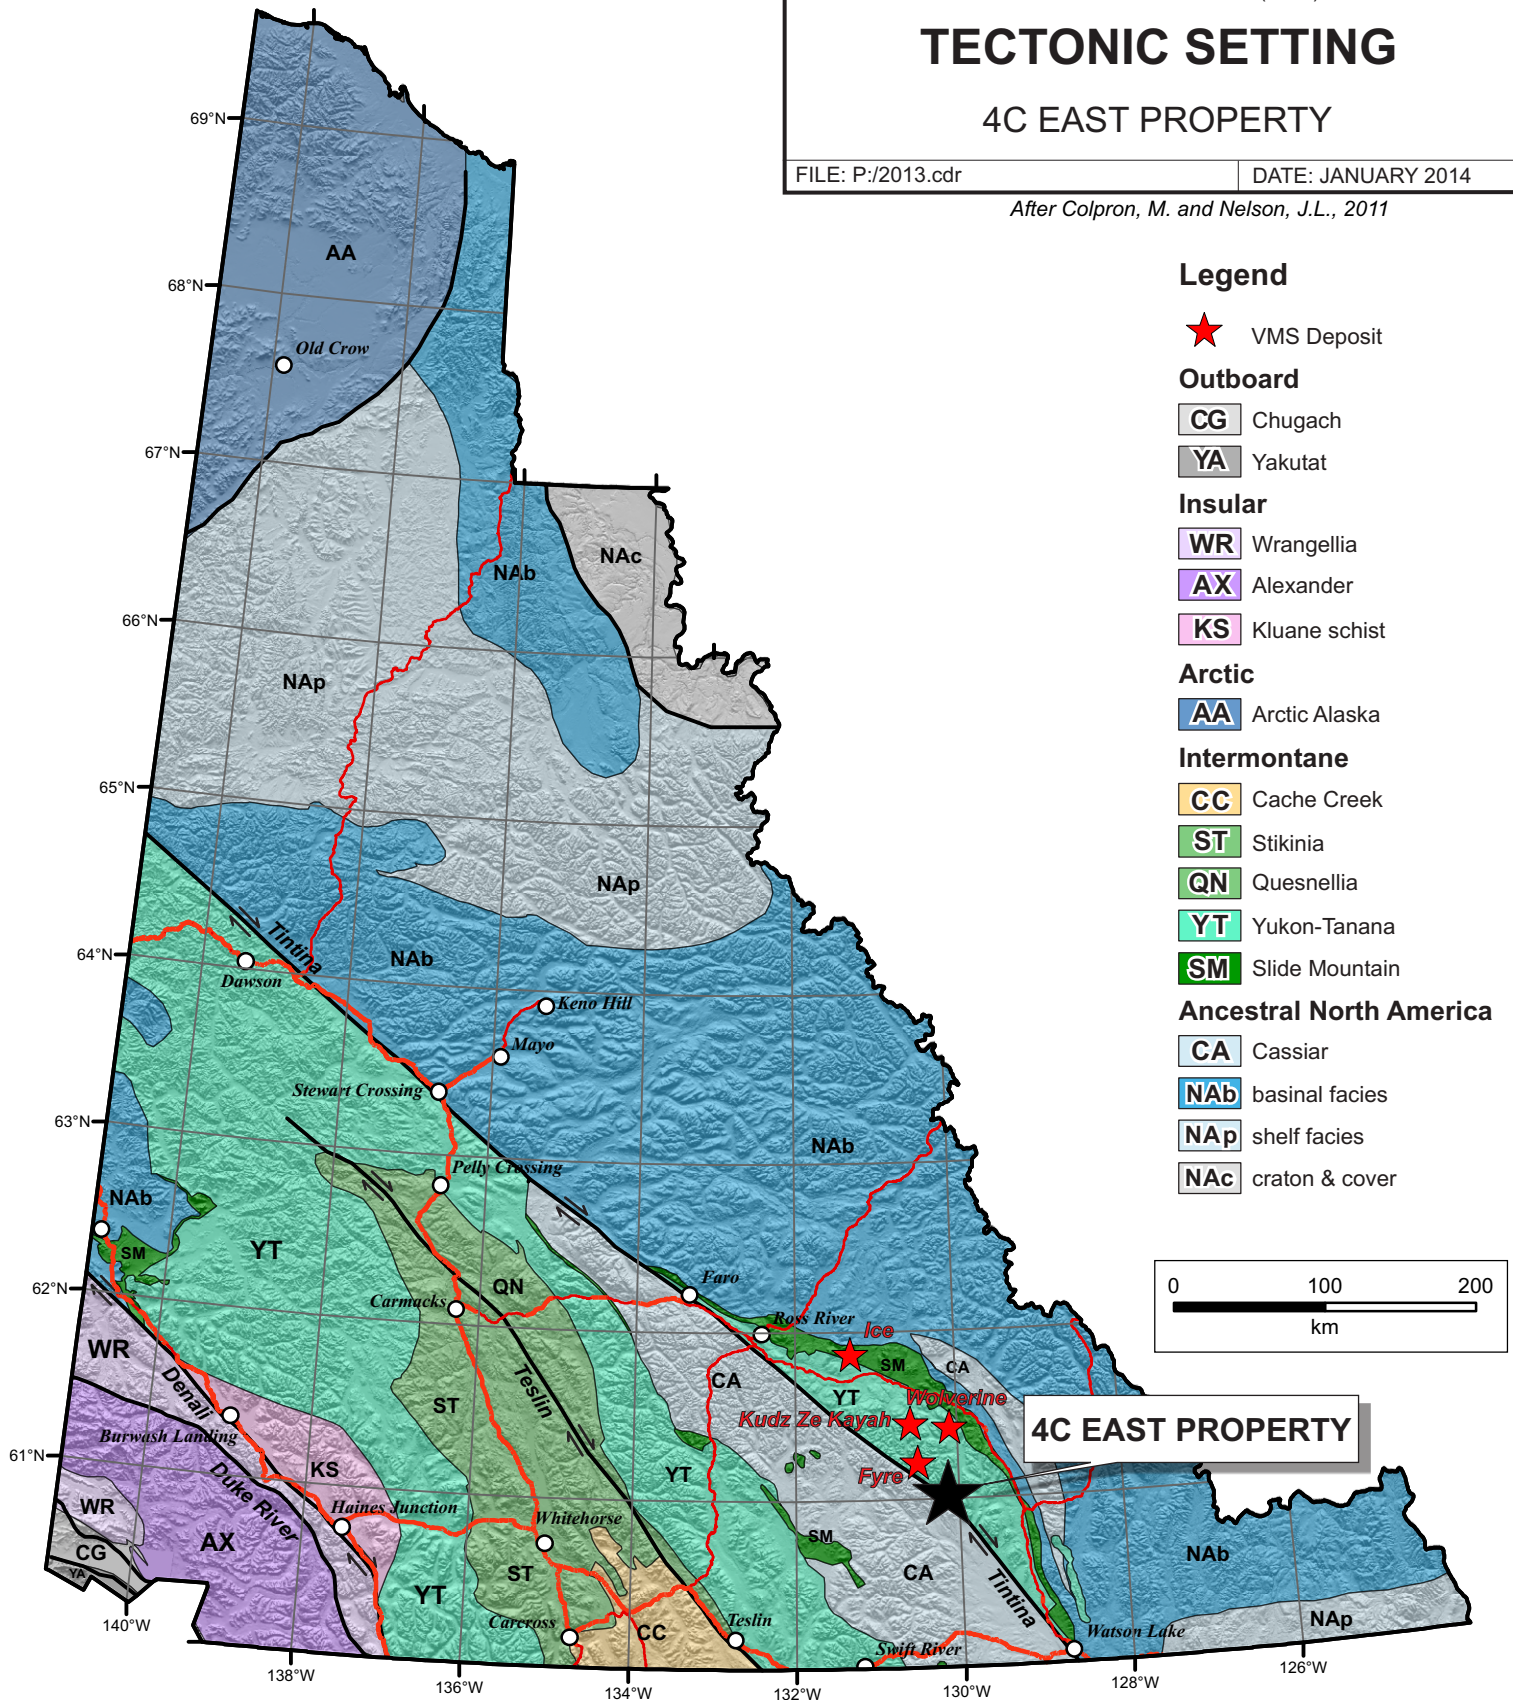 TECTONIC SETTING
4C EAST PROPERTY
FILE: P:/2013.cdr
DATE: JANUARY 2014
After Colpron, M. and Nelson, J.L., 2011
Legend
VMS Deposit
Outboard
CG Chugach
YA Yakutat
Insular
WR Wrangellia
AX Alexander
KS Kluane schist
Arctic
AA Arctic Alaska
Intermontane
CC Cache Creek
ST Stikinia
QN Quesnellia
YT Yukon-Tanana
SM Slide Mountain
Ancestral North America
CA Cassiar
NAb basinal facies
NAp shelf facies
NAc craton & cover
0 100 200
km
69°N
AA
68°N
Old Crow
67°N
NAc
NAb
66°N
NAp
65°N
NAp
Tintina
64°N
NAb
Dawson
Keno Hill
Mayo
Stewart Crossing
63°N
NAb
Pelly Crossing
NAb
YT
SM
62°N
QN
Faro
Carmacks
Ross River
Ice
WR
SM
CA
Denali
Teslin
CA
YT
Wolverine
ST
Kudz Ze Kayah
4C EAST PROPERTY
Burwash Landing
61°N
KS
YT
Fyre
Duke River
WR
Haines Junction
Whitehorse
SM
AX
CG
NAb
YA
ST
CA
YT
Tintina
140°W
Carcross
CC
Teslin
Swift River
Watson Lake
NAp
138°W
136°W
134°W
132°W
130°W
128°W
126°W